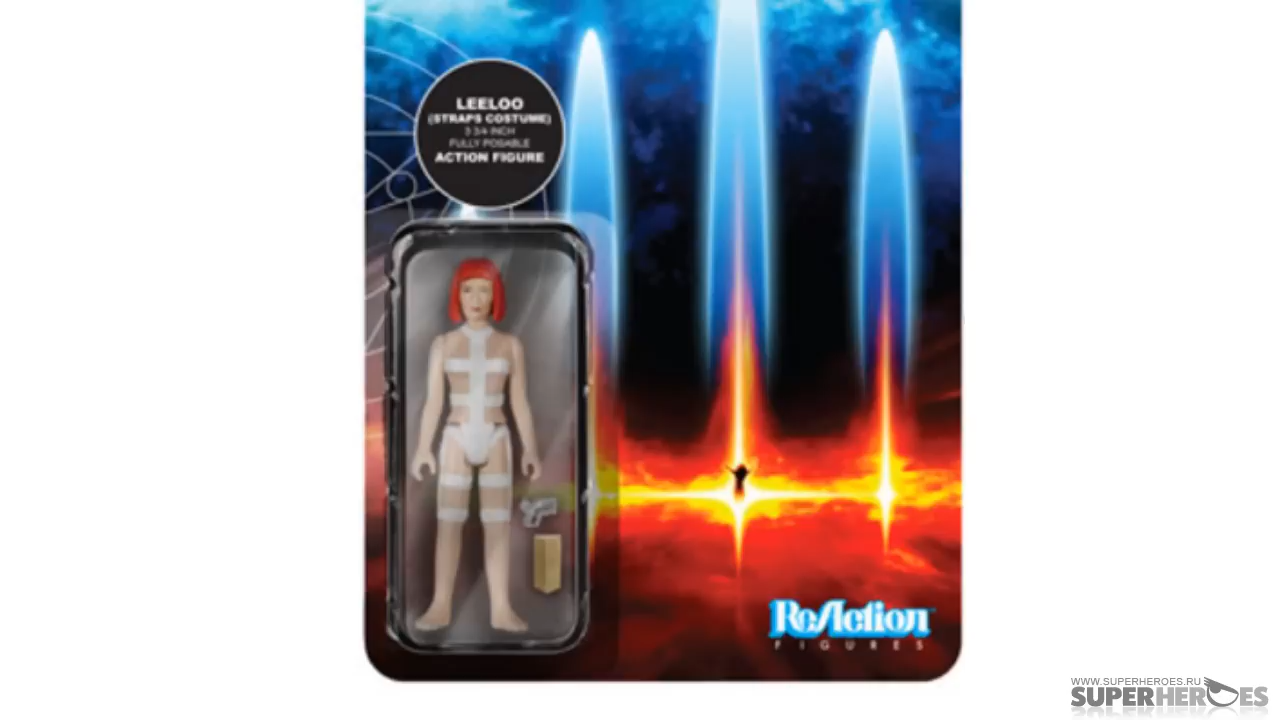 LEELOO
(STRAPS COSTUME)
3 3/4 INCH
FULLY POSABLE
ACTION FIGURE
ReAction
FIGURES
WWW.SUPERHEROES.RU
SUPERHEROES